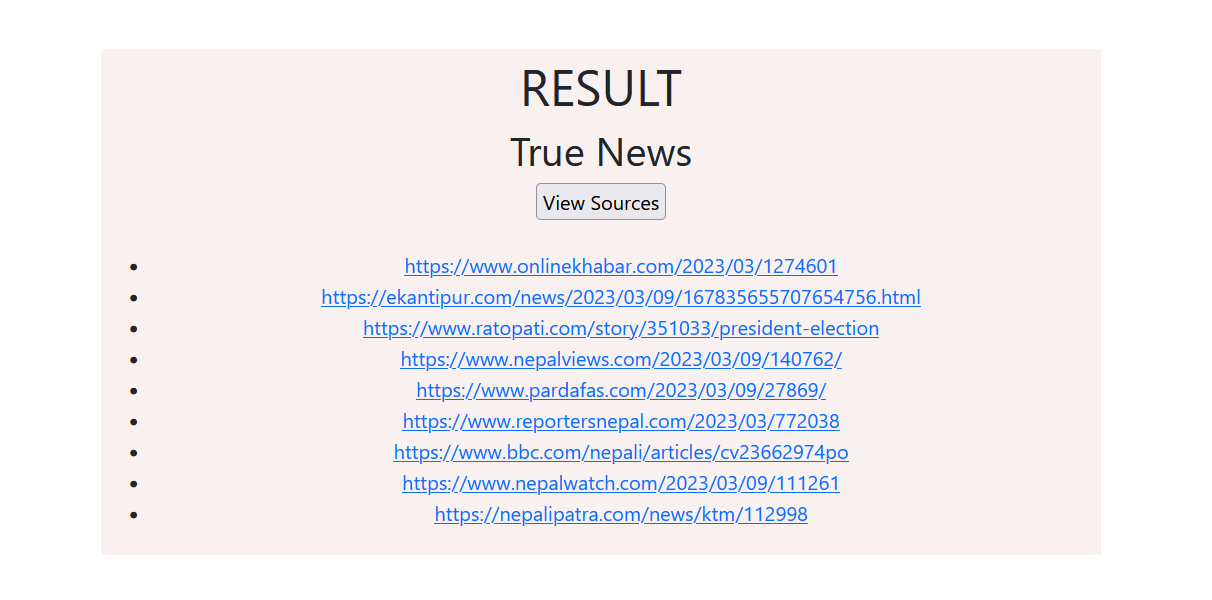 RESULT
True News
View Sources
https://www.onlinekhabar.com/2023/03/1274601
https://ekantipur.com/news/2023/03/09/167835655707654756.html
https://www.ratopati.com/story/351033/president-election
https://www.nepalviews.com/2023/03/09/140762/
https://www.pardafas.com/2023/03/09/27869/
https://www.reportersnepal.com/2023/03/772038
https://www.bbc.com/nepali/articles/cv23662974po
https://www.nepalwatch.com/2023/03/09/111261
https://nepalipatra.com/news/ktm/112998